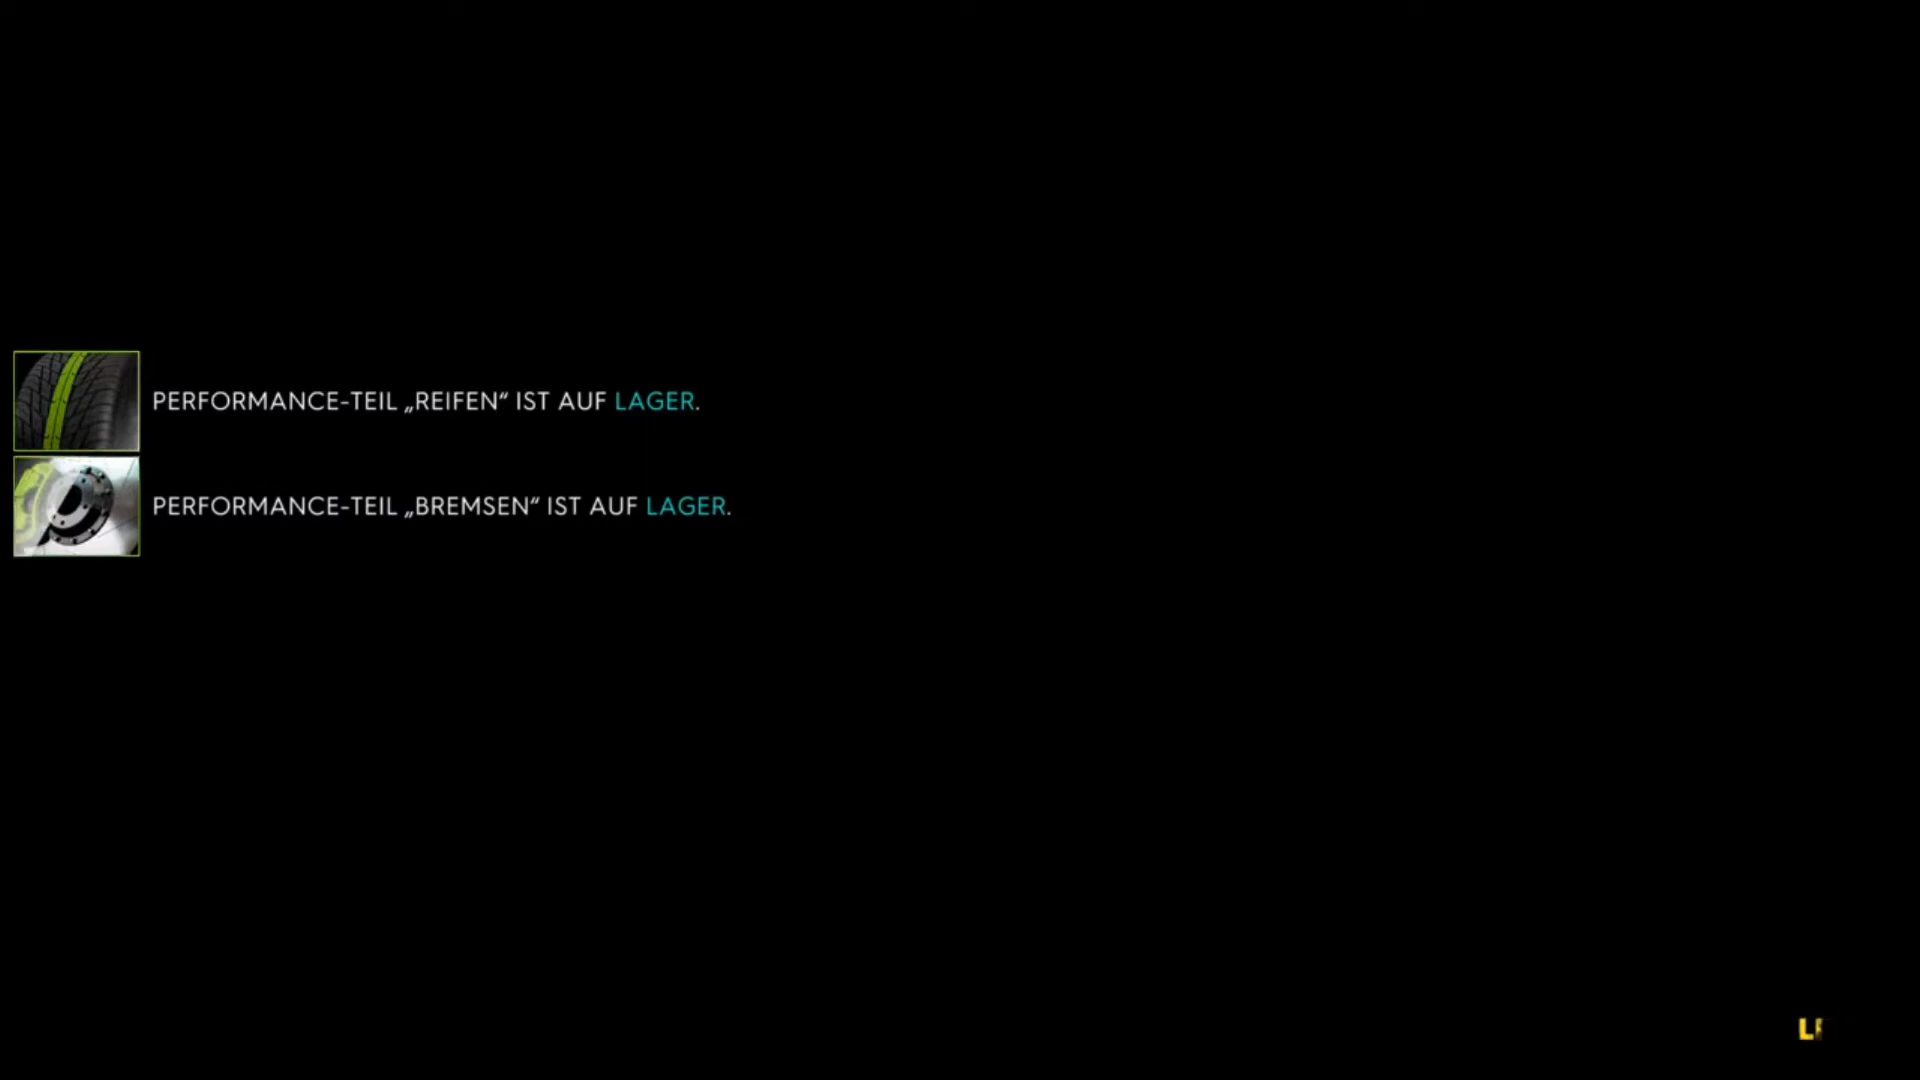 PERFORMANCE-TEIL „REIFEN“ IST AUF LAGER.
PERFORMANCE-TEIL „BREMSEN“ IST AUF LAGER.